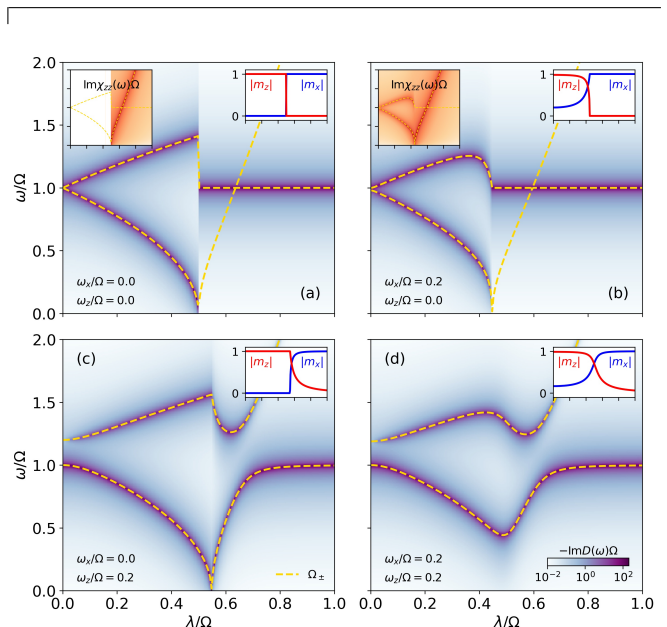 2.0
1.5
1.0
0.5
0.0
ω/Ω
Imχzz(ω)Ω
1
0
|mz|
|mx|
ωx/Ω = 0.0
ωz/Ω = 0.0
(a)
Imχzz(ω)Ω
1
0
|mz|
|mx|
ωx/Ω = 0.2
ωz/Ω = 0.0
(b)
2.0
1.5
1.0
0.5
0.0
ω/Ω
(c)
1
0
|mz|
|mx|
ωx/Ω = 0.0
ωz/Ω = 0.2
Ω±
0.0 0.2 0.4 0.6 0.8 1.0
λ/Ω
(d)
1
0
|mz|
|mx|
ωx/Ω = 0.2
ωz/Ω = 0.2
−ImD(ω)Ω
10−2 100 102
0.0 0.2 0.4 0.6 0.8 1.0
λ/Ω